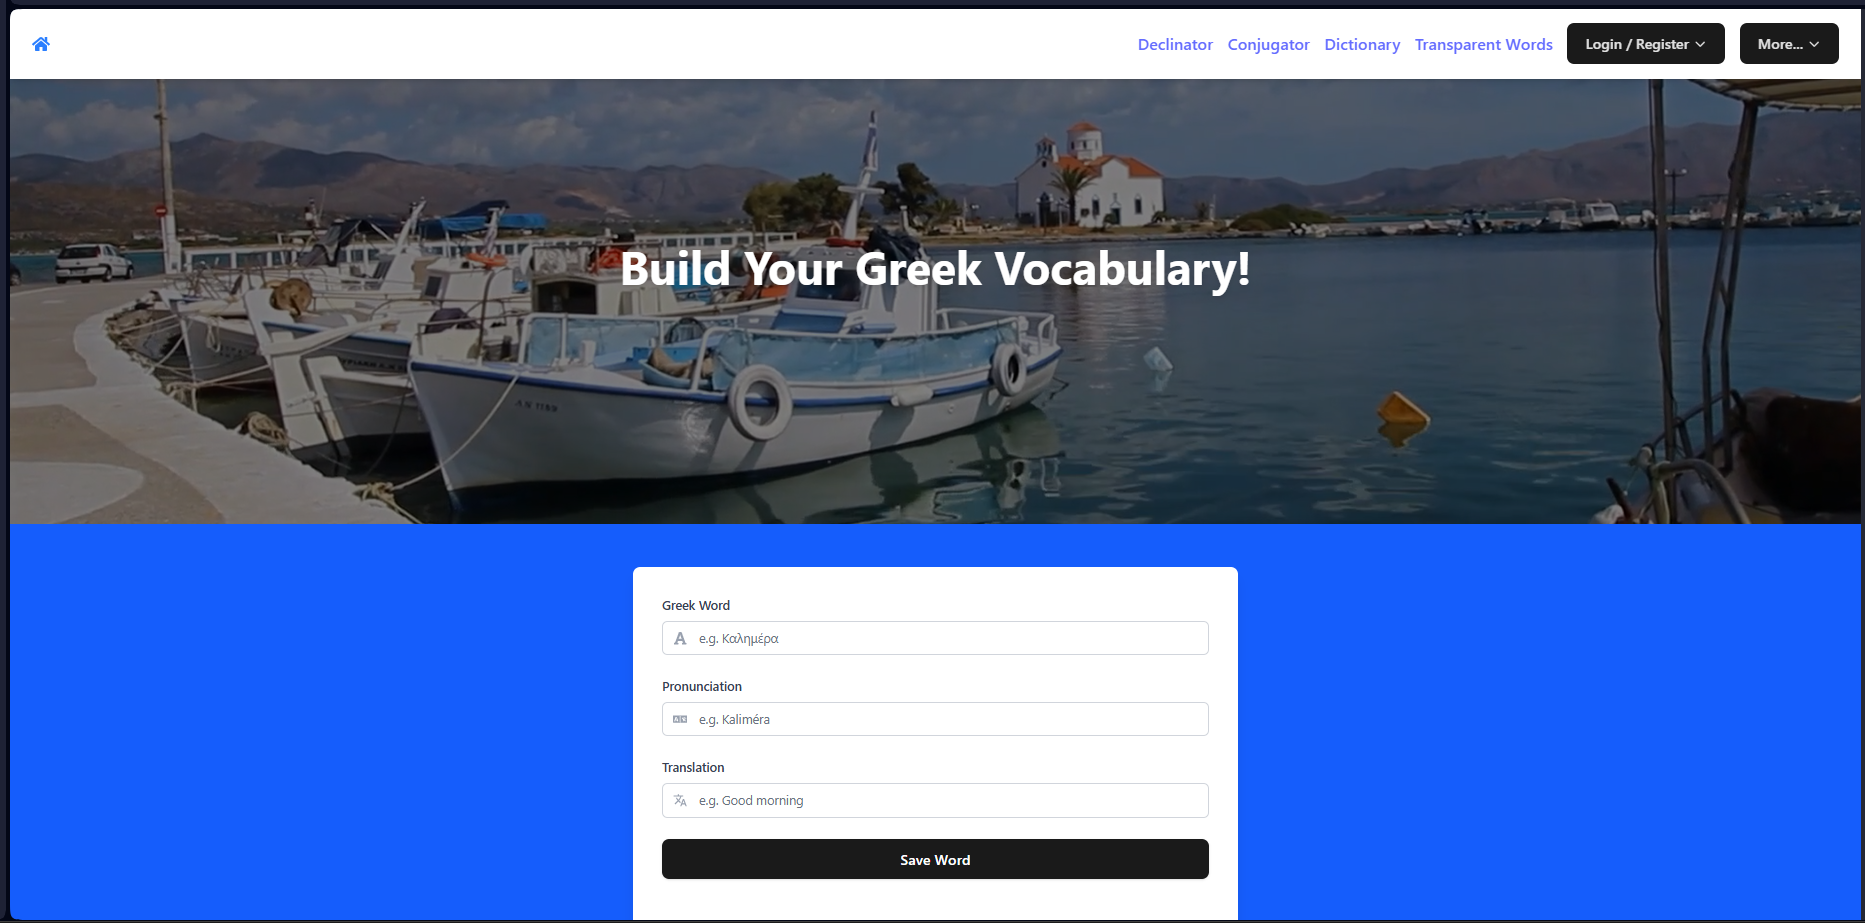 Declinator Conjugator Dictionary Transparent Words Login / Register More...
Build Your Greek Vocabulary!
Greek Word
e.g. Καλημέρα
Pronunciation
e.g. Kaliméra
Translation
e.g. Good morning
Save Word